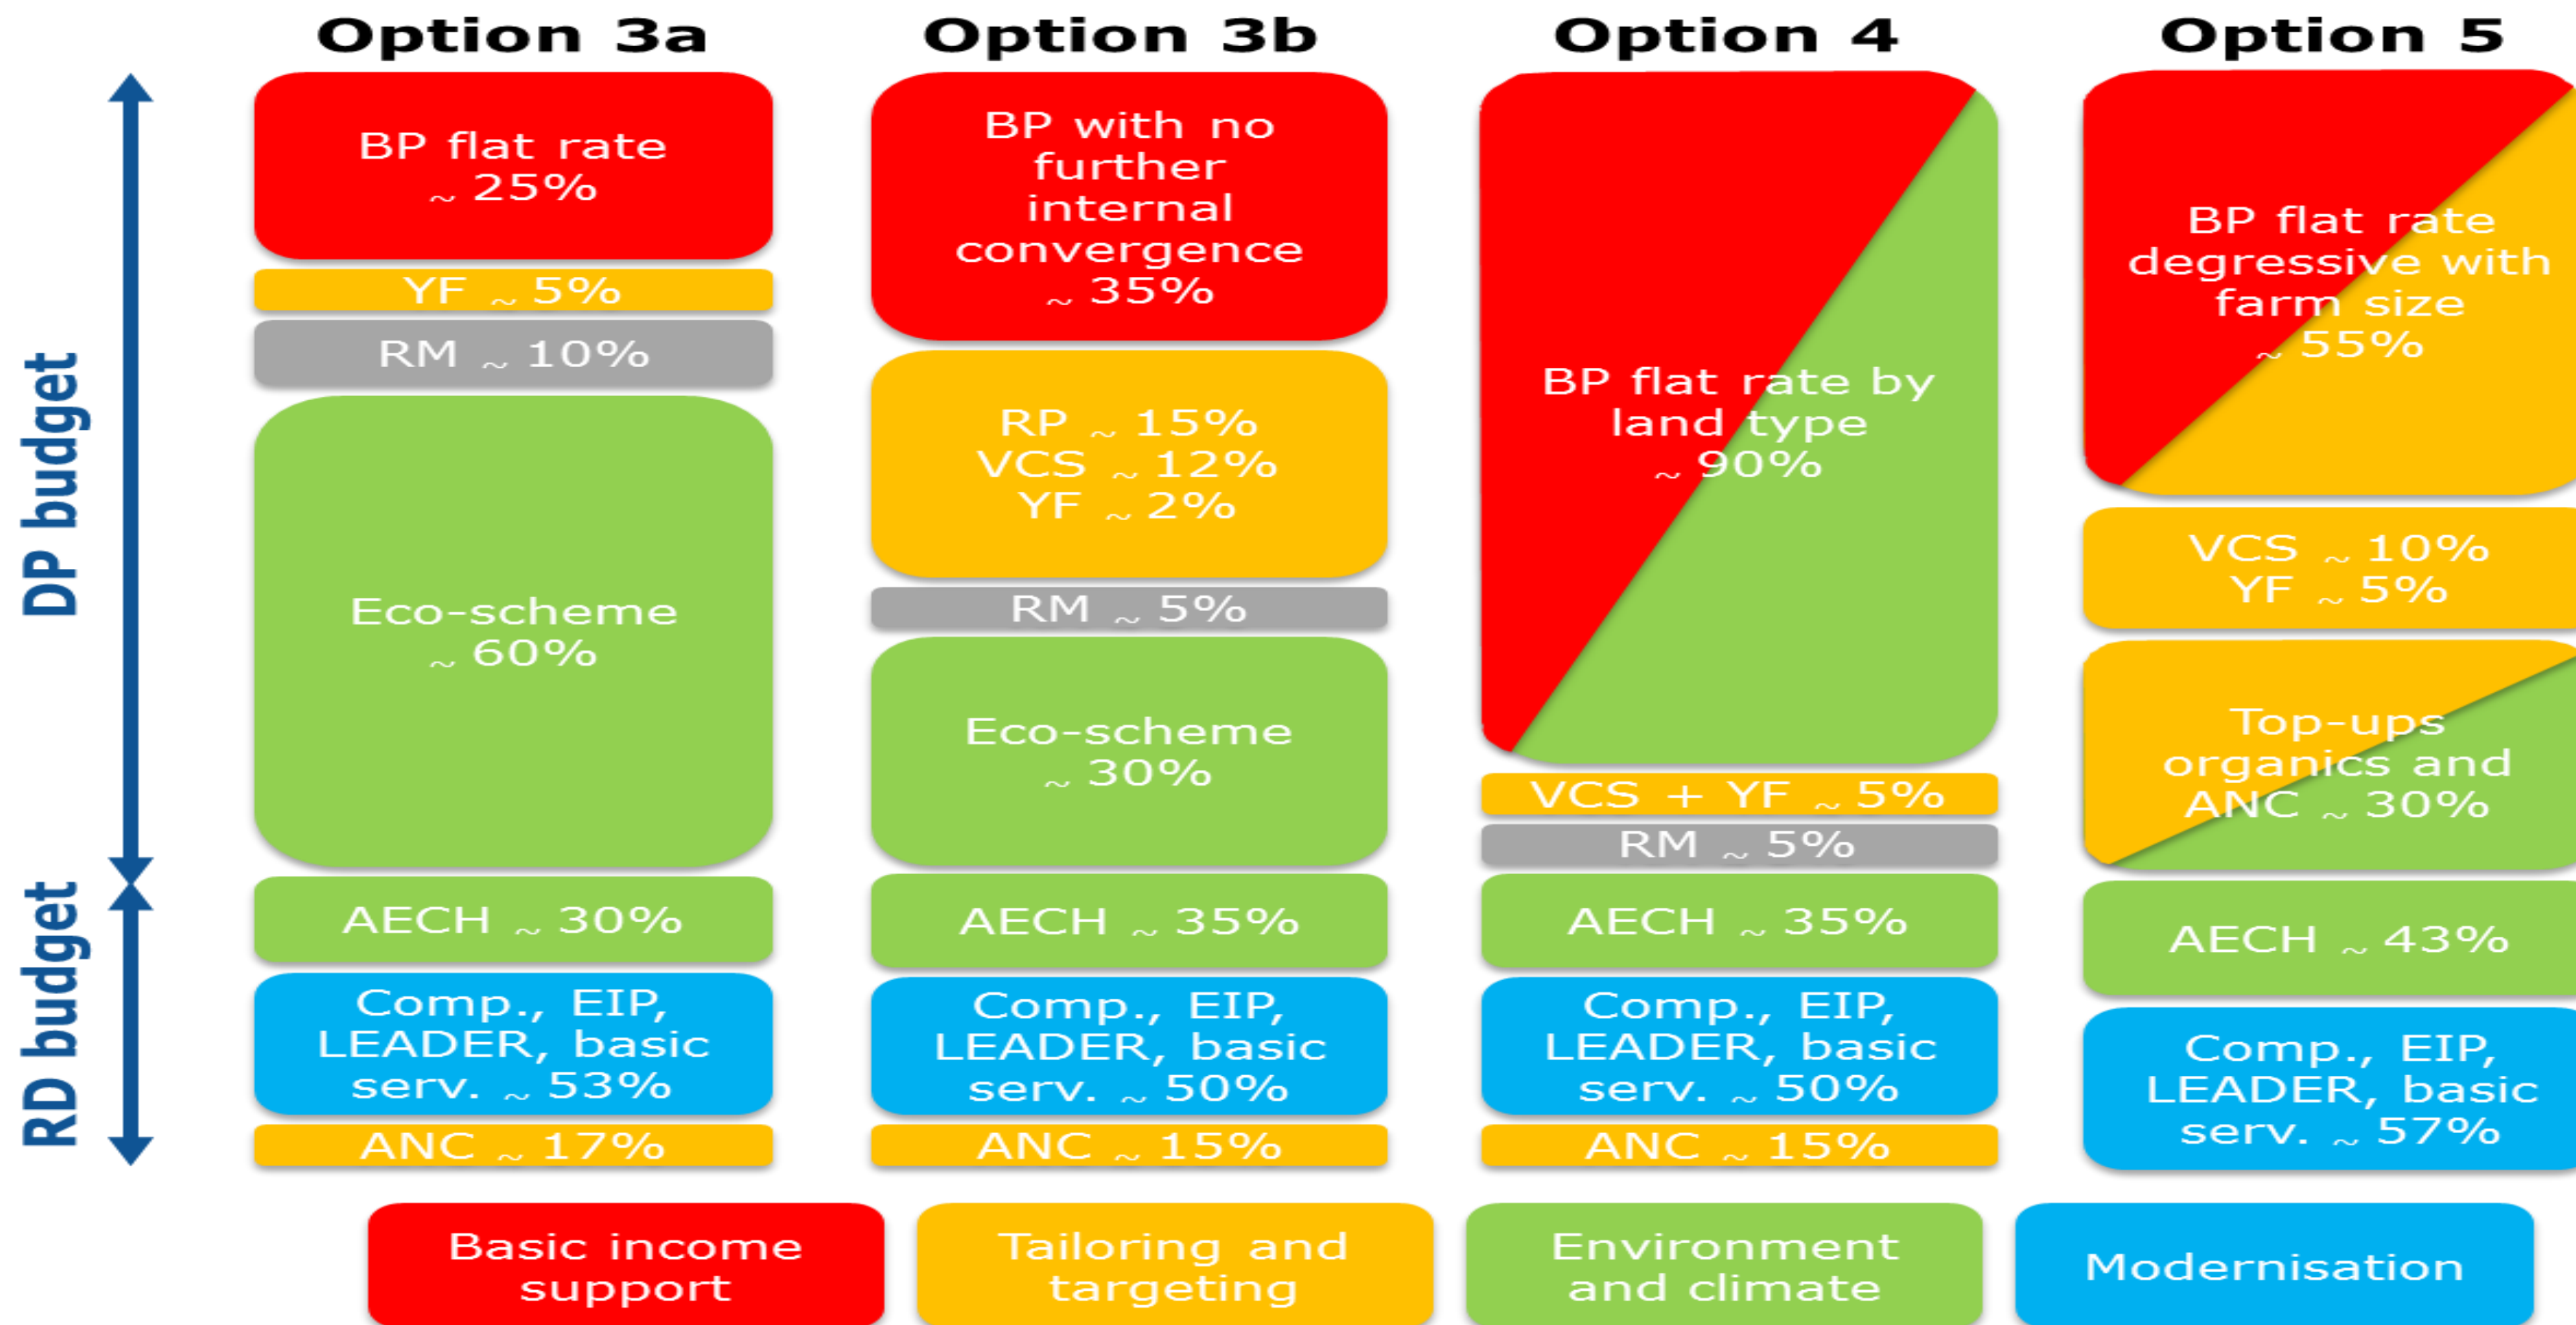 Option 3a
Option 3b
Option 4
Option 5
DP budget
RD budget
BP flat rate
~ 25%
YF ~ 5%
RM ~ 10%
Eco-scheme
~ 60%
AECH ~ 30%
Comp., EIP,
LEADER, basic
serv. ~ 53%
ANC ~ 17%
BP with no
further
internal
convergence
~ 35%
RP ~ 15%
VCS ~ 12%
YF ~ 2%
RM ~ 5%
Eco-scheme
~ 30%
AECH ~ 35%
Comp., EIP,
LEADER, basic
serv. ~ 50%
ANC ~ 15%
BP flat rate by
land type
~ 90%
VCS + YF ~ 5%
RM ~ 5%
AECH ~ 35%
Comp., EIP,
LEADER, basic
serv. ~ 50%
ANC ~ 15%
BP flat rate
degressive with
farm size
~ 55%
VCS ~ 10%
YF ~ 5%
Top-ups
organics and
ANC ~ 30%
AECH ~ 43%
Comp., EIP,
LEADER, basic
serv. ~ 57%
Basic income
support
Tailoring and
targeting
Environment
and climate
Modernisation